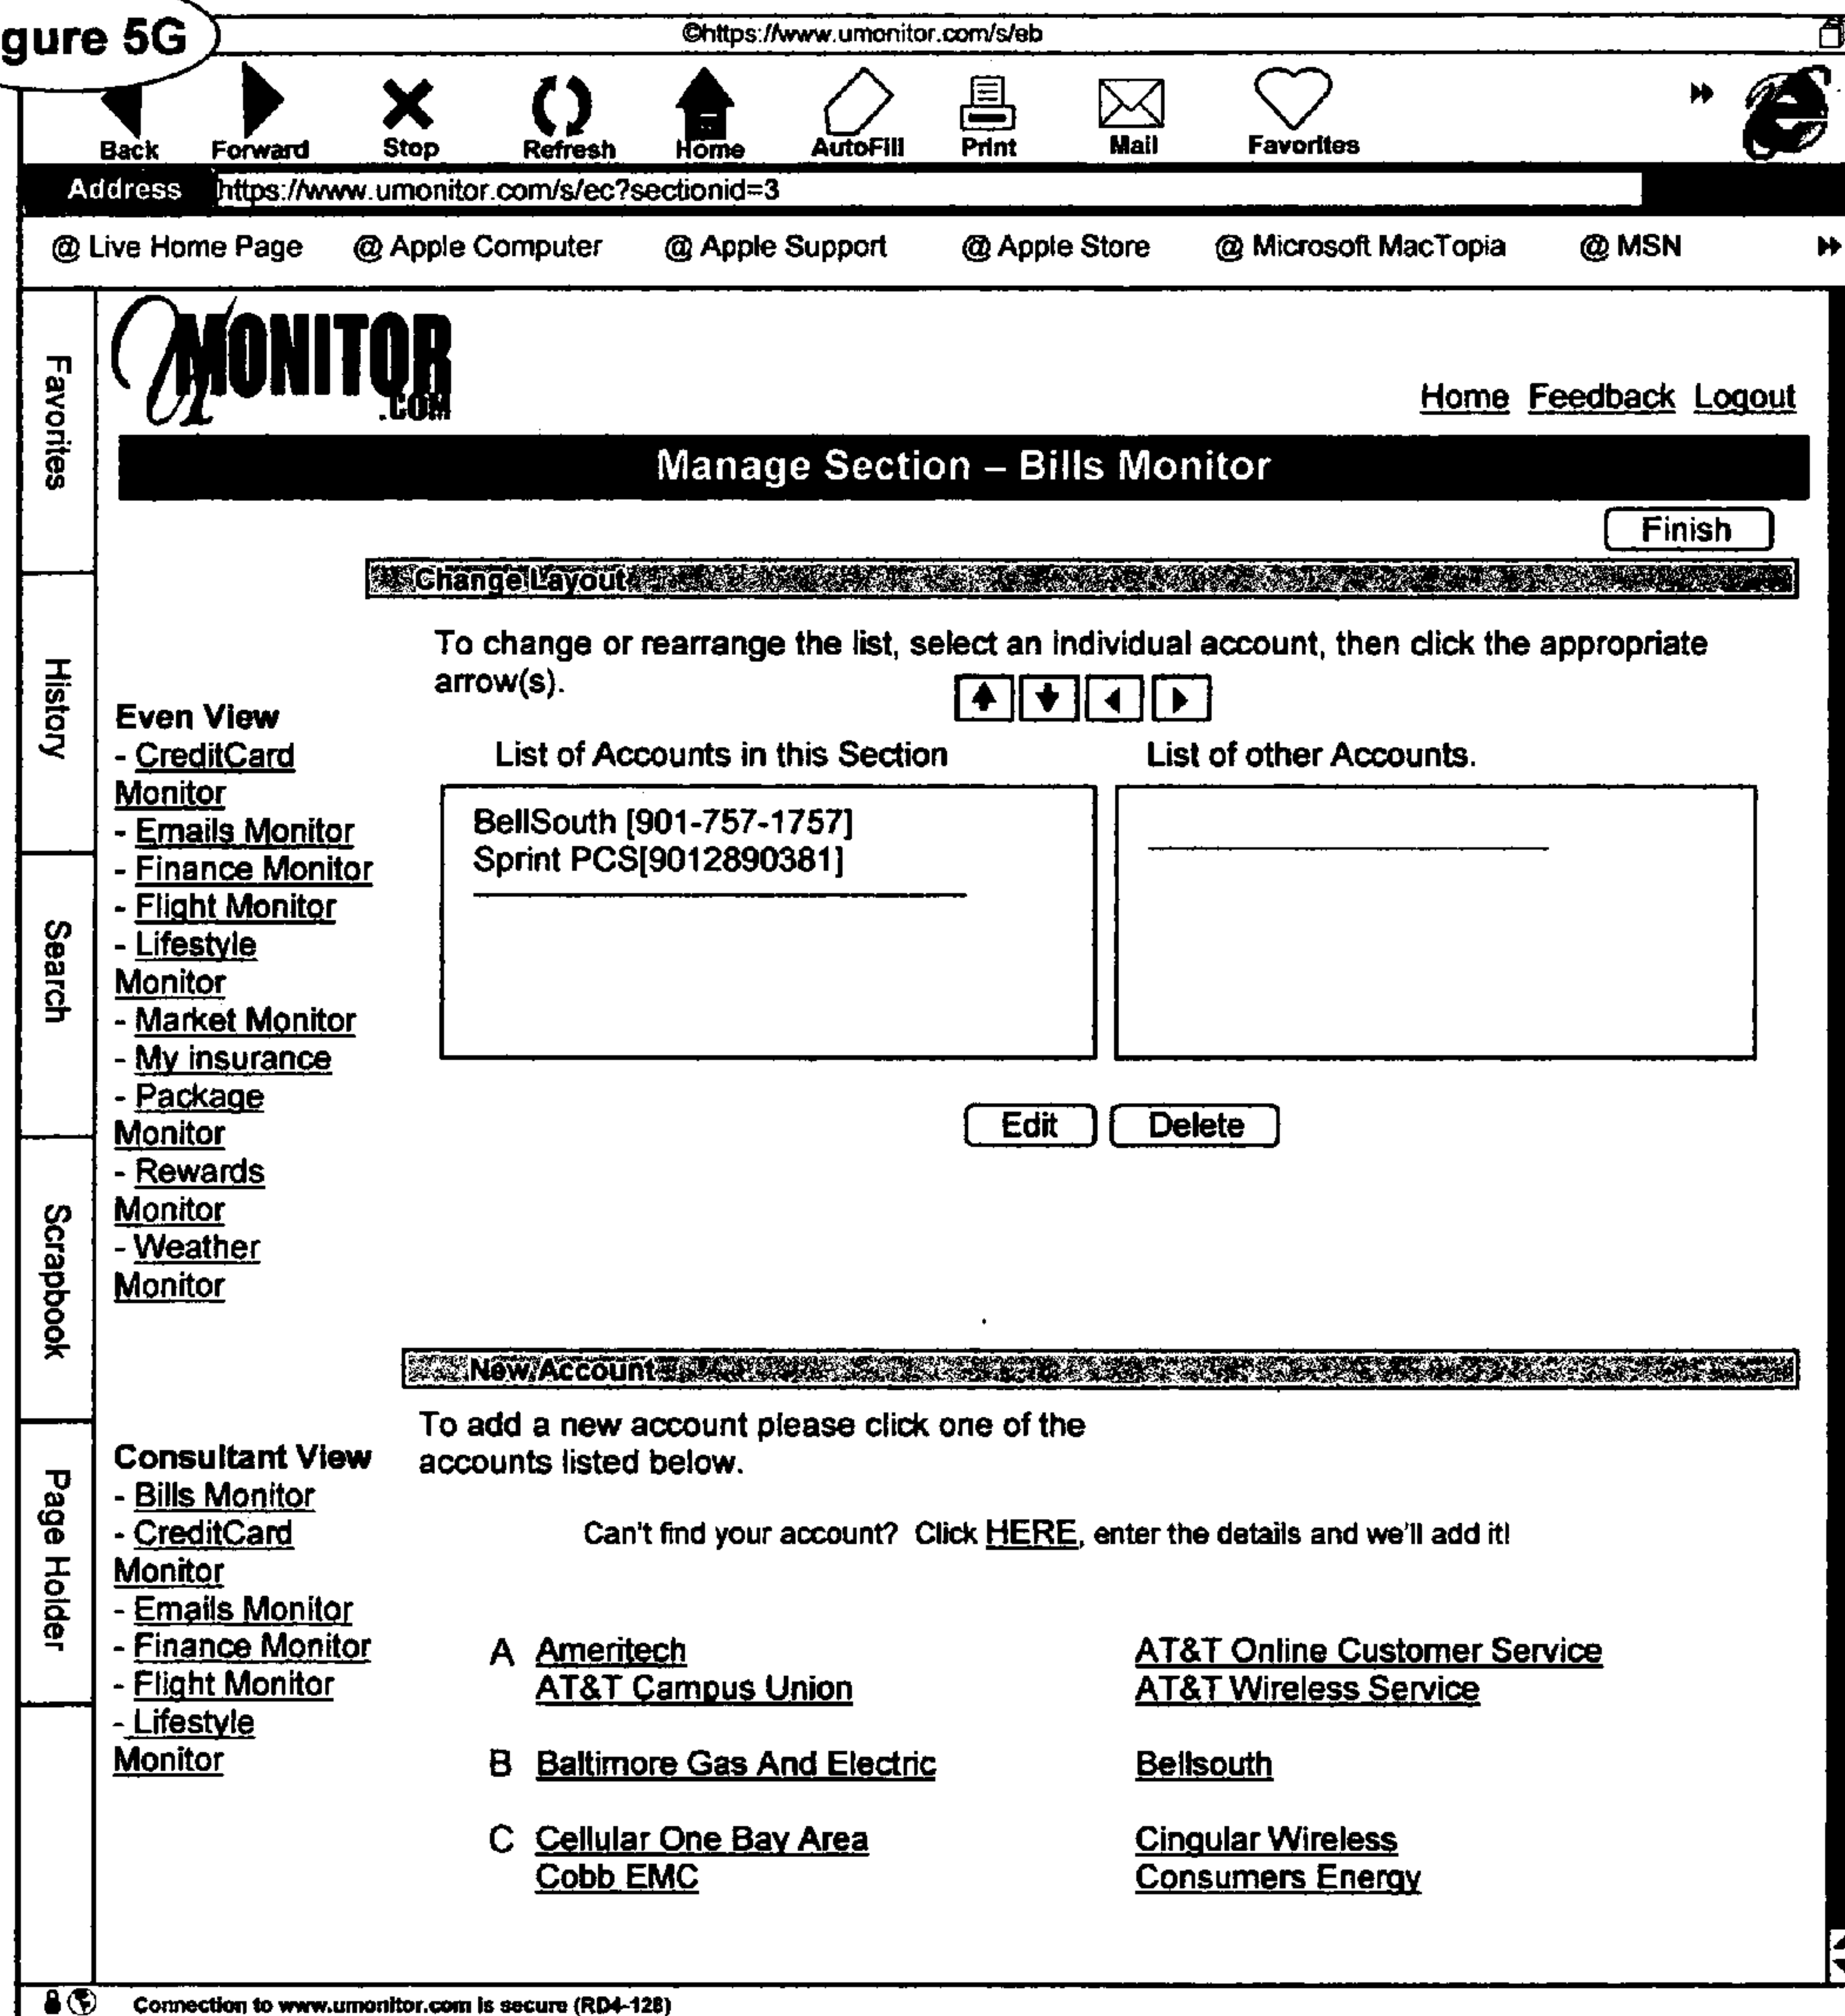 gure 5G
©https://www.umonitor.com/s/eb
Back Forward Stop Refresh Home AutoFill Print Mail Favorites
Address https://www.umonitor.com/s/ec?sectionid=3
@ Live Home Page @ Apple Computer @ Apple Support @ Apple Store @ Microsoft MacTopia @ MSN
Favorites
History
Search
Scrapbook
Page Holder
UMONITOR
.COM
Home Feedback Logout
Manage Section – Bills Monitor
Finish
Change Layout
To change or rearrange the list, select an individual account, then click the appropriate
arrow(s).
List of Accounts in this Section
List of other Accounts.
BellSouth [901-757-1757]
Sprint PCS[9012890381]
Edit Delete
Even View
- CreditCard
Monitor
- Emails Monitor
- Finance Monitor
- Flight Monitor
- Lifestyle
Monitor
- Market Monitor
- My insurance
- Package
Monitor
- Rewards
Monitor
- Weather
Monitor
New Account
To add a new account please click one of the
accounts listed below.
Can't find your account? Click HERE, enter the details and we'll add it!
Consultant View
- Bills Monitor
- CreditCard
Monitor
- Emails Monitor
- Finance Monitor
- Flight Monitor
- Lifestyle
Monitor
A Ameritech AT&T Online Customer Service
AT&T Campus Union AT&T Wireless Service
B Baltimore Gas And Electric Bellsouth
C Cellular One Bay Area Cingular Wireless
Cobb EMC Consumers Energy
Connection to www.umonitor.com is secure (RD4-128)